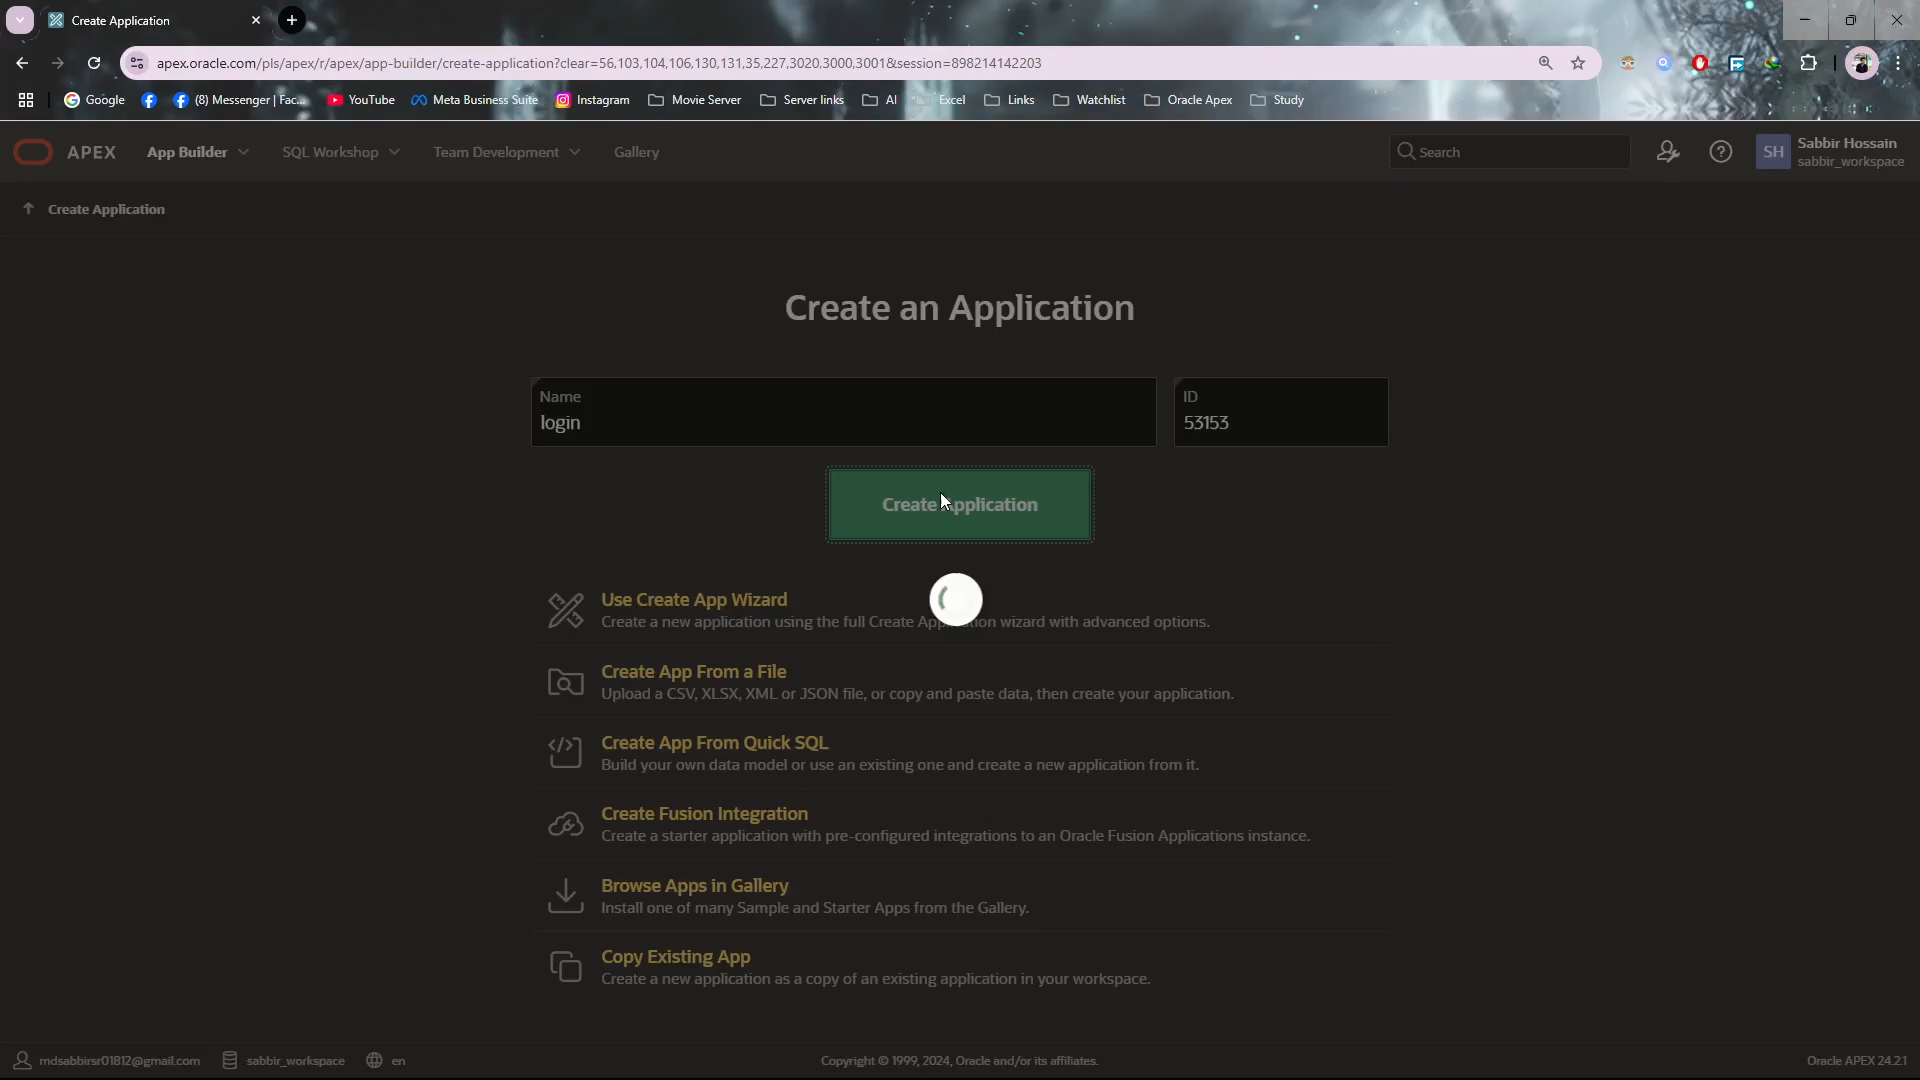 Create Application
apex.oracle.com/pls/apex/r/apex/app-builder/create-application?clear=56,103,104,106,130,131,35,227,3020,3000,3001&session=898214142203
Google
(8) Messenger | Fac...
YouTube
Meta Business Suite
Instagram
Movie Server
Server links
AI
Excel
Links
Watchlist
Oracle Apex
Study
APEX
App Builder
SQL Workshop
Team Development
Gallery
Search
SH
Sabbir Hossain
sabbir_workspace
Create Application
Create an Application
Name
login
ID
53153
Create Application
Use Create App Wizard
Create a new application using the full Create Application wizard with advanced options.
Create App From a File
Upload a CSV, XLSX, XML or JSON file, or copy and paste data, then create your application.
Create App From Quick SQL
Build your own data model or use an existing one and create a new application from it.
Create Fusion Integration
Create a starter application with pre-configured integrations to an Oracle Fusion Applications instance.
Browse Apps in Gallery
Install one of many Sample and Starter Apps from the Gallery.
Copy Existing App
Create a new application as a copy of an existing application in your workspace.
mdsabbirsr01812@gmail.com
sabbir_workspace
en
Copyright © 1999, 2024, Oracle and/or its affiliates.
Oracle APEX 24.2.1